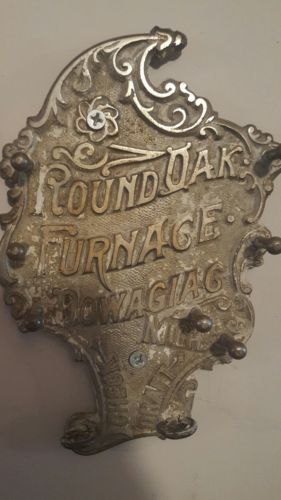 ROUND OAK
FURNACE.
DOWAGIAC
MICH.